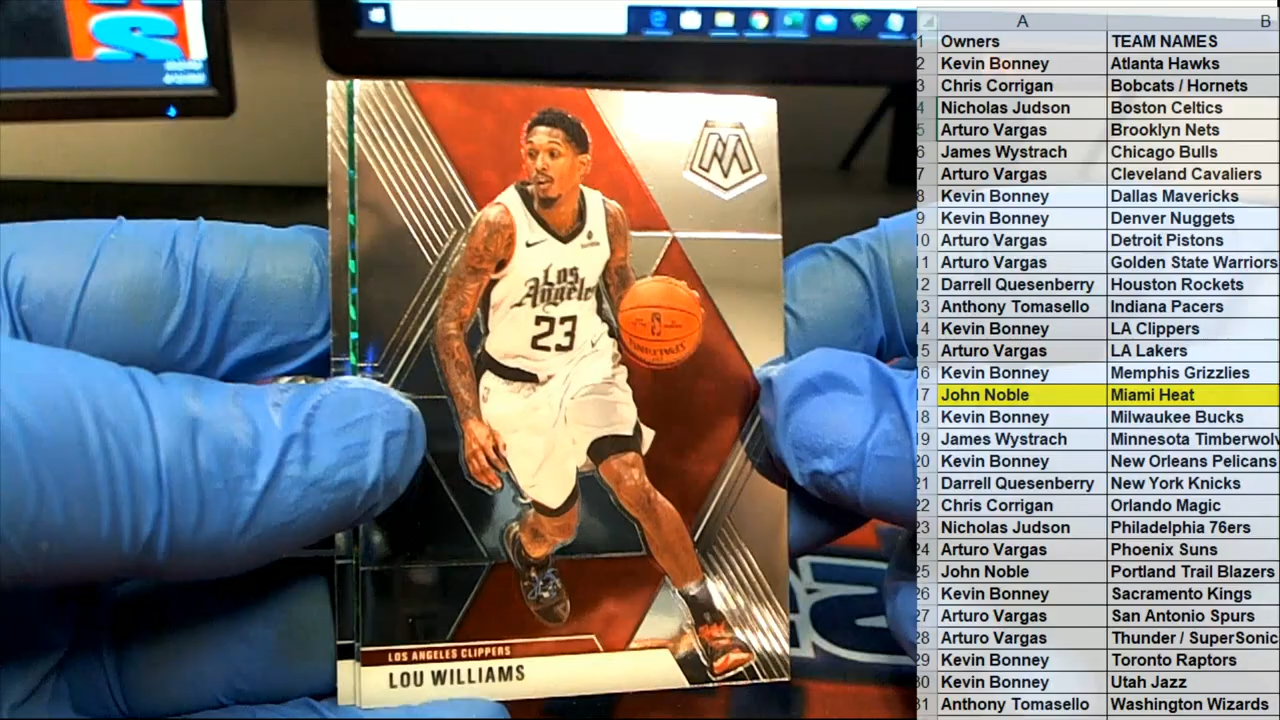 Los
Angeles
23
LOS ANGELES CLIPPERS
LOU WILLIAMS
A B
1 Owners TEAM NAMES
2 Kevin Bonney Atlanta Hawks
3 Chris Corrigan Bobcats / Hornets
4 Nicholas Judson Boston Celtics
5 Arturo Vargas Brooklyn Nets
6 James Wystrach Chicago Bulls
7 Arturo Vargas Cleveland Cavaliers
8 Kevin Bonney Dallas Mavericks
9 Kevin Bonney Denver Nuggets
10 Arturo Vargas Detroit Pistons
11 Arturo Vargas Golden State Warriors
12 Darrell Quesenberry Houston Rockets
13 Anthony Tomasello Indiana Pacers
14 Kevin Bonney LA Clippers
15 Arturo Vargas LA Lakers
16 Kevin Bonney Memphis Grizzlies
17 John Noble Miami Heat
18 Kevin Bonney Milwaukee Bucks
19 James Wystrach Minnesota Timberwolv
20 Kevin Bonney New Orleans Pelicans
21 Darrell Quesenberry New York Knicks
22 Chris Corrigan Orlando Magic
23 Nicholas Judson Philadelphia 76ers
24 Arturo Vargas Phoenix Suns
25 John Noble Portland Trail Blazers
26 Kevin Bonney Sacramento Kings
27 Arturo Vargas San Antonio Spurs
28 Arturo Vargas Thunder / SuperSonic
29 Kevin Bonney Toronto Raptors
30 Kevin Bonney Utah Jazz
31 Anthony Tomasello Washington Wizards